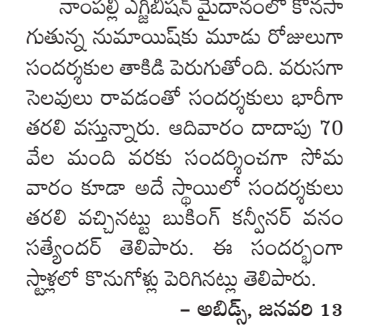 నాంపల్లి ఎగ్జిబిషన్ మైదానంలో కొనసా
గుతున్న నుమాయిష్‌కు మూడు రోజులుగా
సందర్శకుల తాకిడి పెరుగుతోంది. వరుసగా
సెలవులు రావడంతో సందర్శకులు భారీగా
తరలి వస్తున్నారు. ఆదివారం దాదాపు 70
వేల మంది వరకు సందర్శించగా సోమ
వారం కూడా అదే స్థాయిలో సందర్శకులు
తరలి వచ్చినట్టు బుకింగ్ కన్వీనర్ వనం
సత్యేందర్ తెలిపారు. ఈ సందర్భంగా
స్టాళ్లలో కొనుగోళ్లు పెరిగినట్లు తెలిపారు.
– అబిడ్స్, జనవరి 13